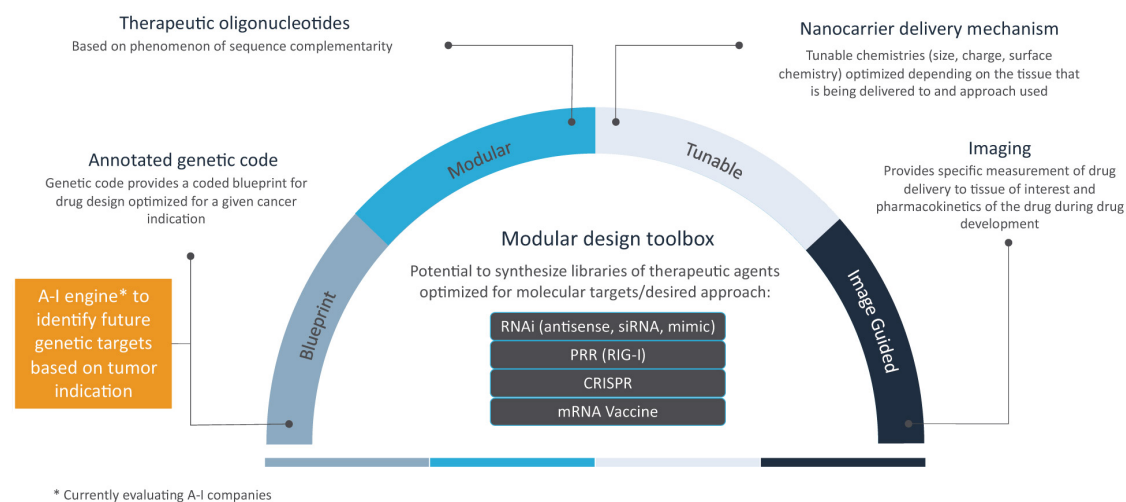 Therapeutic oligonucleotides
Based on phenomenon of sequence complementarity
Nanocarrier delivery mechanism
Tunable chemistries (size, charge, surface
chemistry) optimized depending on the tissue that
is being delivered to and approach used
Annotated genetic code
Genetic code provides a coded blueprint for
drug design optimized for a given cancer
indication
Imaging
Provides specific measurement of drug
delivery to tissue of interest and
pharmacokinetics of the drug during drug
development
A-I engine* to
identify future
genetic targets
based on tumor
indication
Blueprint
Modular
Tunable
Image Guided
Modular design toolbox
Potential to synthesize libraries of therapeutic agents
optimized for molecular targets/desired approach:
RNAi (antisense, siRNA, mimic)
PRR (RIG-I)
CRISPR
mRNA Vaccine
* Currently evaluating A-I companies